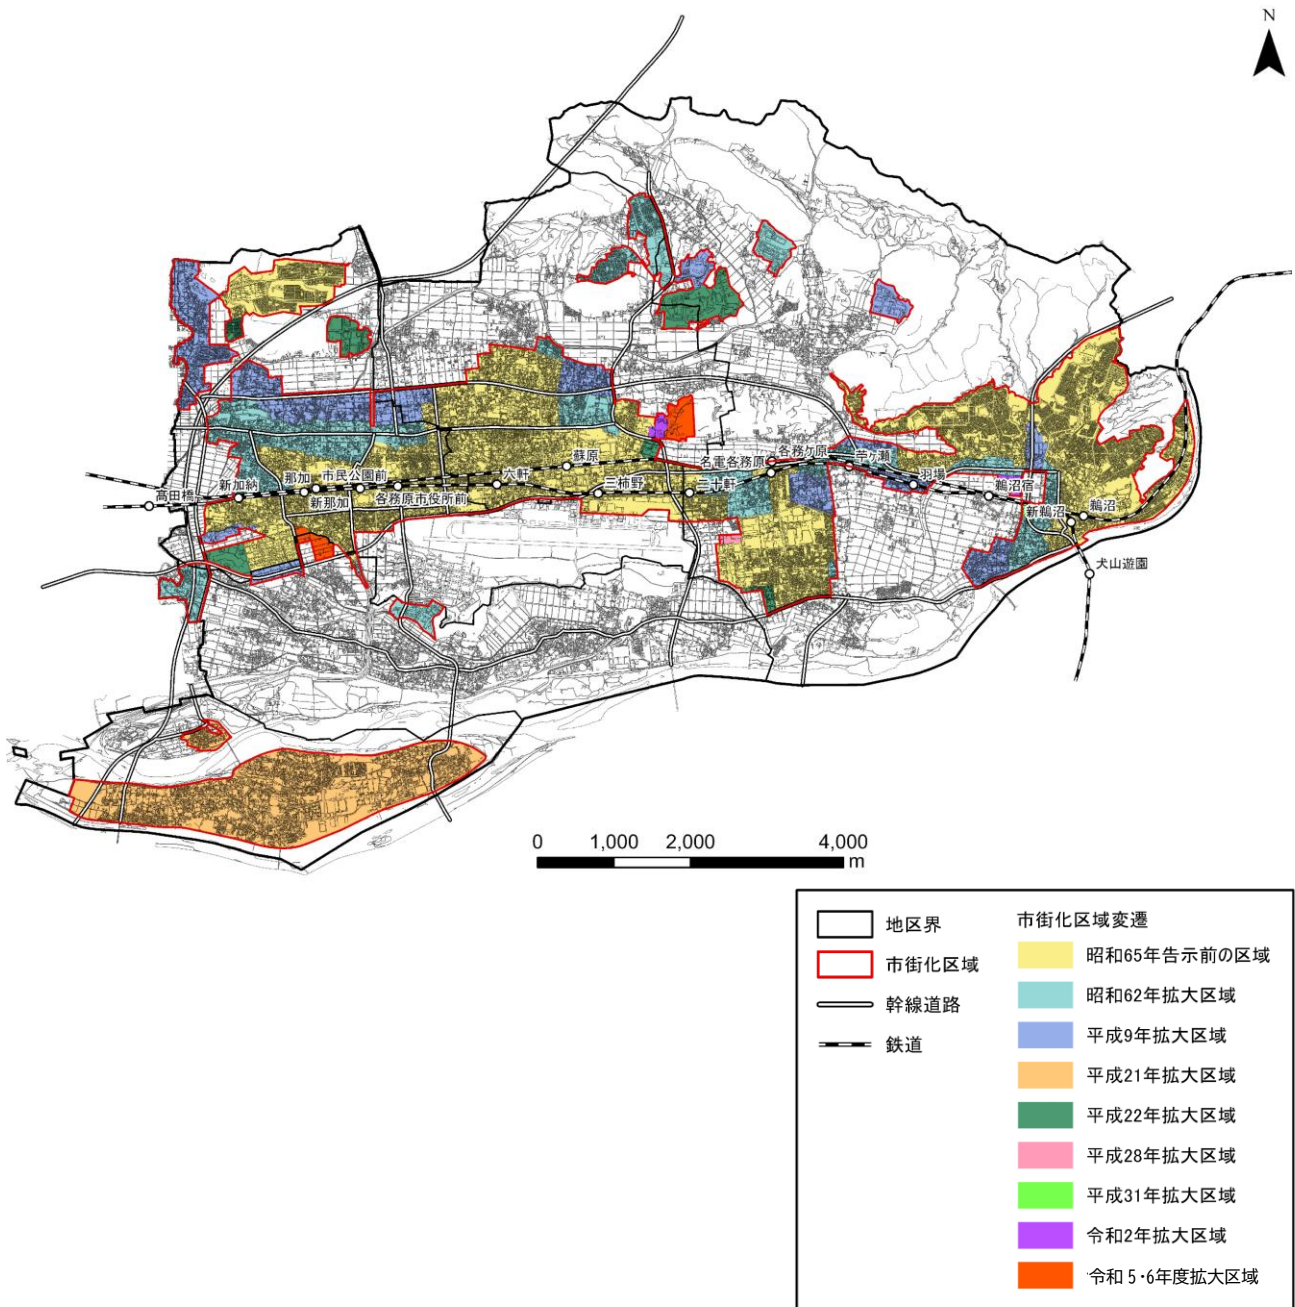 N
蘇原
名電各務原
各務ヶ原
苧ヶ瀬
那加
市民公園前
六軒
羽場
新加納
高田橋
三柿野
二十軒
鵜沼宿
新那加
各務原市役所前
新鵜沼
鵜沼
犬山遊園
0 1,000 2,000 4,000
m
地区界
市街化区域
幹線道路
鉄道
市街化区域変遷
昭和65年告示前の区域
昭和62年拡大区域
平成9年拡大区域
平成21年拡大区域
平成22年拡大区域
平成28年拡大区域
平成31年拡大区域
令和2年拡大区域
令和5・6年度拡大区域